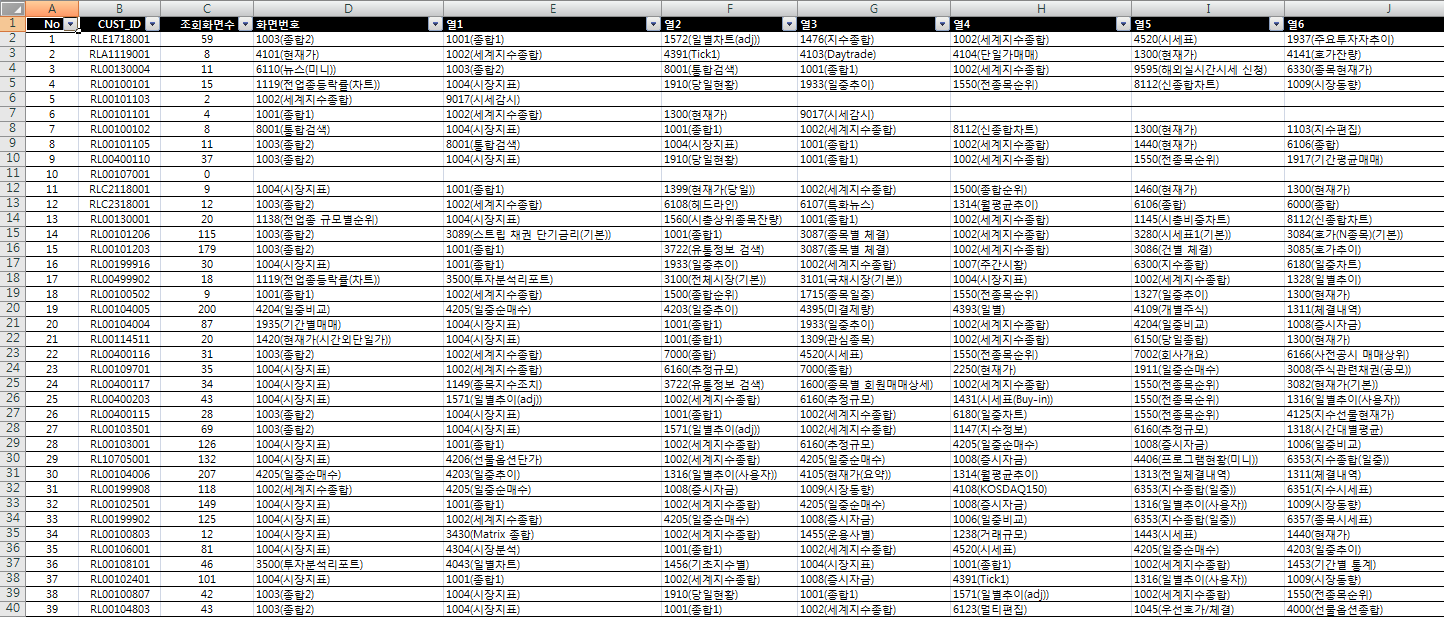 A B C D E F G H I J
1 No CUST_ID 조회화면수 화면번호 열1 열2 열3 열4 열5 열6
2 1 RLE1718001 59 1003(종합2) 1001(종합1) 1572(일별차트(adj)) 1476(지수종합) 1002(세계지수종합) 4520(시세표) 1937(주요투자자추이)
3 2 RLA1119001 8 4101(현재가) 1002(세계지수종합) 4391(Tick1) 4103(Daytrade) 4104(단일가매매) 1300(현재가) 4141(호가잔량)
4 3 RL00130004 11 6110(뉴스(미니)) 1003(종합2) 8001(통합검색) 1001(종합1) 1002(세계지수종합) 9595(해외실시간시세 신청) 6330(종목현재가)
5 4 RL00100101 15 1119(전업종등락률(차트)) 1004(시장지표) 1910(당일현황) 1933(일중추이) 1550(전종목순위) 8112(신종합차트) 1009(시장동향)
6 5 RL00101103 2 1002(세계지수종합) 9017(시세감시)
7 6 RL00101101 4 1001(종합1) 1002(세계지수종합) 1300(현재가) 9017(시세감시)
8 7 RL00100102 8 8001(통합검색) 1004(시장지표) 1001(종합1) 1002(세계지수종합) 8112(신종합차트) 1300(현재가) 1103(지수편집)
9 8 RL00101105 11 1003(종합2) 8001(통합검색) 1004(시장지표) 1001(종합1) 1002(세계지수종합) 1440(현재가) 6106(종합)
10 9 RL00400110 37 1003(종합2) 1004(시장지표) 1910(당일현황) 1001(종합1) 1002(세계지수종합) 1550(전종목순위) 1917(기간평균매매)
11 10 RL00107001 0
12 11 RLC2118001 9 1004(시장지표) 1001(종합1) 1399(현재가(당일)) 1002(세계지수종합) 1500(종합순위) 1460(현재가) 1300(현재가)
13 12 RLC2318001 12 1003(종합2) 1002(세계지수종합) 6108(헤드라인) 6107(특화뉴스) 1314(월평균추이) 6106(종합) 6000(종합)
14 13 RL00130001 20 1138(전업종 규모별순위) 1004(시장지표) 1560(시총상위종목잔량) 1001(종합1) 1002(세계지수종합) 1145(시총비중차트) 8112(신종합차트)
15 14 RL00101206 115 1003(종합2) 3089(스트립 채권 단기금리(기본)) 1001(종합1) 3087(종목별 체결) 1002(세계지수종합) 3280(시세표1(기본)) 3084(호가(N종목)(기본))
16 15 RL00101203 179 1003(종합2) 1001(종합1) 3722(유통정보 검색) 3087(종목별 체결) 1002(세계지수종합) 3086(건별 체결) 3085(호가추이)
17 16 RL00199916 30 1004(시장지표) 1001(종합1) 1933(일중추이) 1002(세계지수종합) 1007(주간시황) 6300(지수종합) 6180(일중차트)
18 17 RL00499902 18 1119(전업종등락률(차트)) 3500(투자분석리포트) 3100(전체시장(기본)) 3101(국채시장(기본)) 1004(시장지표) 1002(세계지수종합) 1328(일별추이)
19 18 RL00100502 9 1001(종합1) 1002(세계지수종합) 1500(종합순위) 1715(종목일중) 1550(전종목순위) 1327(일중추이) 1300(현재가)
20 19 RL00104005 200 4204(일중비교) 4205(일중순매수) 4203(일중추이) 4395(미결제량) 4393(일별) 4109(개별주식) 1311(체결내역)
21 20 RL00104004 87 1935(기간별매매) 1004(시장지표) 1001(종합1) 1933(일중추이) 1002(세계지수종합) 4204(일중비교) 1008(증시자금)
22 21 RL00114511 20 1420(현재가(시간외단일가)) 1004(시장지표) 1001(종합1) 1309(관심종목) 1002(세계지수종합) 6150(당일종합) 1300(현재가)
23 22 RL00400116 31 1003(종합2) 1002(세계지수종합) 7000(종합) 4520(시세표) 1550(전종목순위) 7002(회사개요) 6166(사전공시 매매상위)
24 23 RL00109701 35 1004(시장지표) 1002(세계지수종합) 6160(추정규모) 7000(종합) 2250(현재가) 1911(일중순매수) 3008(주식관련채권(공모))
25 24 RL00400117 34 1004(시장지표) 1149(종목지수조치) 3722(유통정보 검색) 1600(종목별 회원매매상세) 1002(세계지수종합) 1550(전종목순위) 3082(현재가(기본))
26 25 RL00400203 43 1004(시장지표) 1571(일별추이(adj)) 1002(세계지수종합) 6160(추정규모) 1431(시세표(Buy-in)) 1550(전종목순위) 1316(일별추이(사용자))
27 26 RL00400115 28 1003(종합2) 1004(시장지표) 1001(종합1) 1002(세계지수종합) 6180(일중차트) 1550(전종목순위) 4125(지수선물현재가)
28 27 RL00103501 69 1003(종합2) 1004(시장지표) 1571(일별추이(adj)) 1002(세계지수종합) 1147(지수정보) 6160(추정규모) 1318(시간대별평균)
29 28 RL00103001 126 1004(시장지표) 1001(종합1) 1002(세계지수종합) 6160(추정규모) 4205(일중순매수) 1008(증시자금) 1006(일중비교)
30 29 RL10705001 132 1004(시장지표) 4206(선물옵션단가) 1002(세계지수종합) 4205(일중순매수) 1008(증시자금) 4406(프로그램현황(미니)) 6353(지수종합(일중))
31 30 RL00104006 207 4205(일중순매수) 4203(일중추이) 1316(일별추이(사용자)) 4105(현재가(요약)) 1314(월평균추이) 1313(전일체결내역) 1311(체결내역)
32 31 RL00199908 118 1002(세계지수종합) 4205(일중순매수) 1008(증시자금) 1009(시장동향) 4108(KOSDAQ150) 6353(지수종합(일중)) 6351(지수시세표)
33 32 RL00102501 149 1004(시장지표) 1001(종합1) 1002(세계지수종합) 4205(일중순매수) 1008(증시자금) 1316(일별추이(사용자)) 1009(시장동향)
34 33 RL00199902 125 1004(시장지표) 1002(세계지수종합) 4205(일중순매수) 1008(증시자금) 1006(일중비교) 6353(지수종합(일중)) 6357(종목시세표)
35 34 RL00100803 12 1004(시장지표) 3430(Matrix 종합) 1002(세계지수종합) 1455(운용사별) 1238(거래규모) 1443(시세표) 1440(현재가)
36 35 RL00106001 81 1004(시장지표) 4304(시장분석) 1001(종합1) 1002(세계지수종합) 4520(시세표) 4205(일중순매수) 4203(일중추이)
37 36 RL00108101 46 3500(투자분석리포트) 4043(일별차트) 1456(기초지수별) 1004(시장지표) 1001(종합1) 1002(세계지수종합) 1453(기간별 통계)
38 37 RL00102401 101 1004(시장지표) 1001(종합1) 1002(세계지수종합) 1008(증시자금) 4391(Tick1) 1316(일별추이(사용자)) 1009(시장동향)
39 38 RL00100807 42 1003(종합2) 1004(시장지표) 1910(당일현황) 1001(종합1) 1571(일별추이(adj)) 1002(세계지수종합) 1550(전종목순위)
40 39 RL00104803 43 1003(종합2) 1004(시장지표) 1001(종합1) 1002(세계지수종합) 6123(멀티편집) 1045(우선호가/체결) 4000(선물옵션종합)